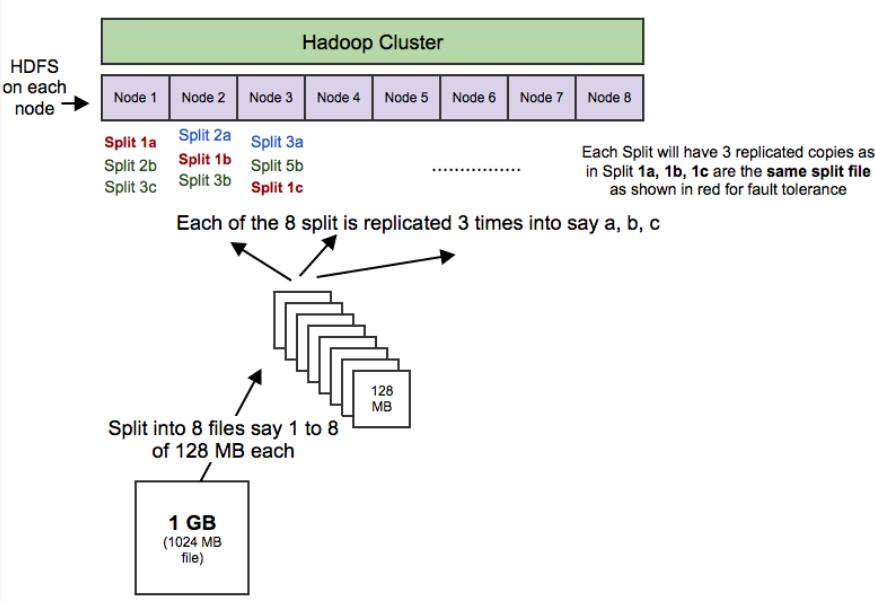 Hadoop Cluster
HDFS
on each
node
Node 1
Node 2
Node 3
Node 4
Node 5
Node 6
Node 7
Node 8
Split 1a
Split 2b
Split 3c
Split 2a
Split 1b
Split 3b
Split 3a
Split 5b
Split 1c
................
Each Split will have 3 replicated copies as
in Split 1a, 1b, 1c are the same split file
as shown in red for fault tolerance
Each of the 8 split is replicated 3 times into say a, b, c
128
MB
Split into 8 files say 1 to 8
of 128 MB each
1 GB
(1024 MB
file)